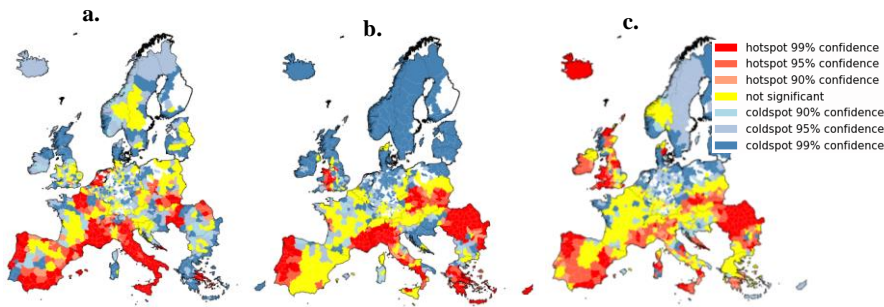 a.
b.
c.
hotspot 99% confidence
hotspot 95% confidence
hotspot 90% confidence
not significant
coldspot 90% confidence
coldspot 95% confidence
coldspot 99% confidence